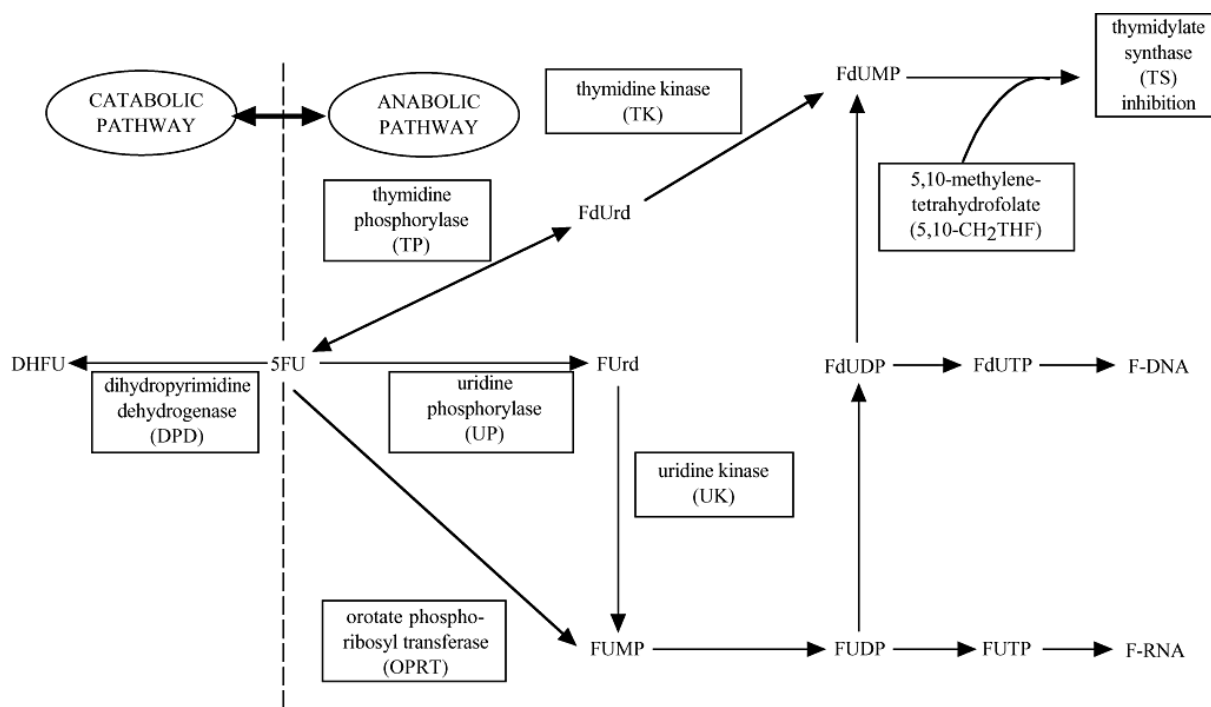 CATABOLIC
PATHWAY
ANABOLIC
PATHWAY
thymidine kinase
(TK)
FdUMP
thymidylate
synthase
(TS)
inhibition
thymidine
phosphorylase
(TP)
FdUrd
5,10-methylene-
tetrahydrofolate
(5,10-CH2THF)
DHFU
5FU
FUrd
FdUDP
FdUTP
F-DNA
dihydropyrimidine
dehydrogenase
(DPD)
uridine
phosphorylase
(UP)
uridine kinase
(UK)
orotate phospho-
ribosyl transferase
(OPRT)
FUMP
FUDP
FUTP
F-RNA